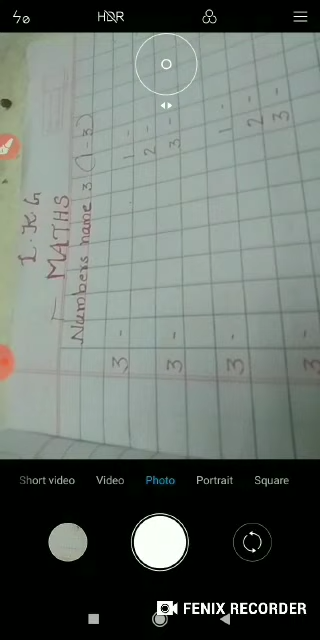 HDR
L.K.G
MATHS
Numbers name 3 (1-3)
3 - 1 -
2 -
3 - 3 -
3 - 1 -
2 -
3 -
3 -
Short video Video Photo Portrait Square
FENIX RECORDER